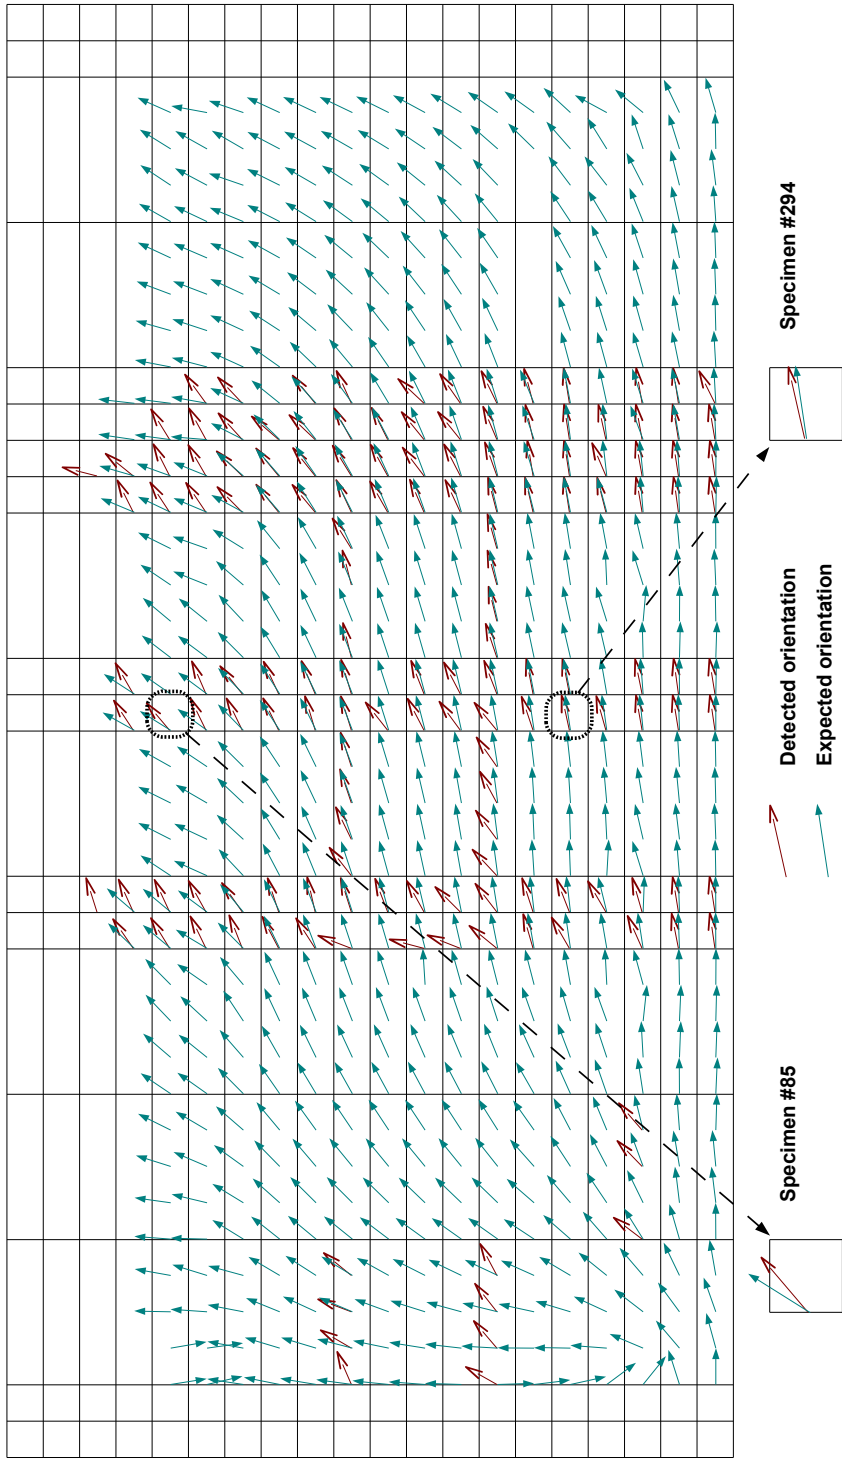 Specimen #85
Detected orientation
Expected orientation
Specimen #294